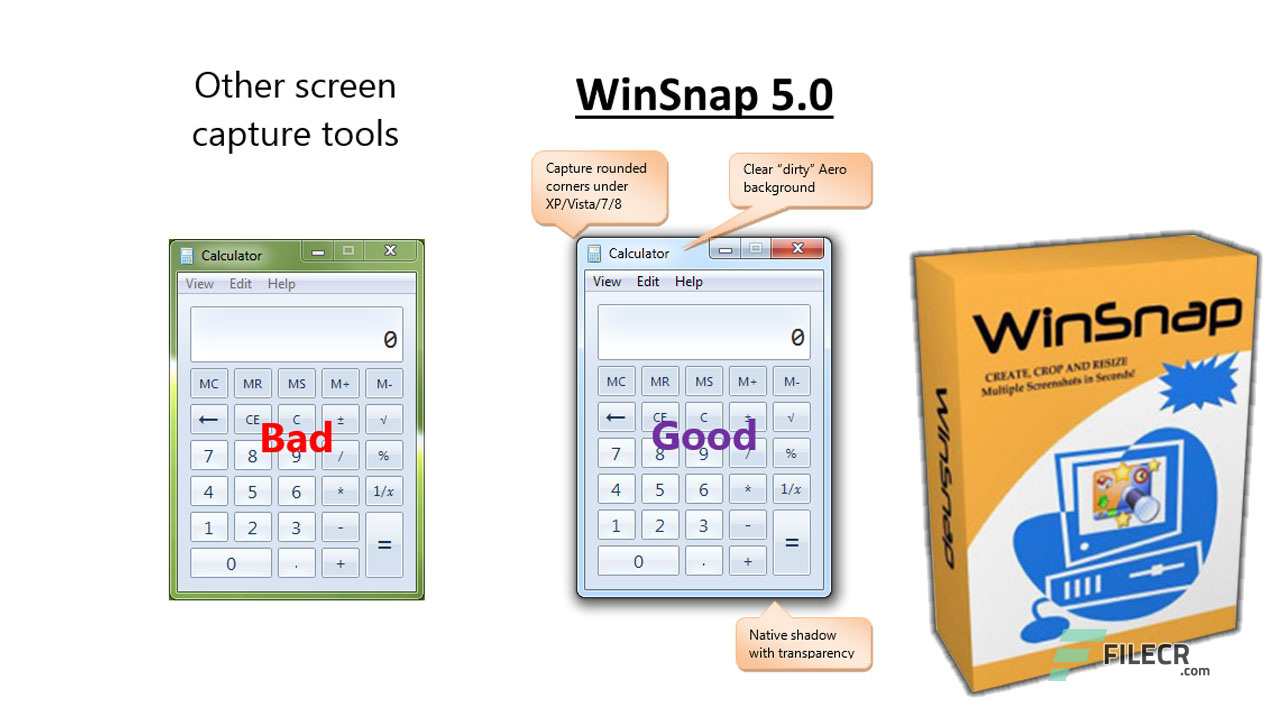 Other screen
capture tools
WinSnap 5.0
Capture rounded
corners under
XP/Vista/7/8
Clear “dirty” Aero
background
Calculator
View Edit Help
0
MC MR MS M+ M-
← CE C ± √
7 8 9 / %
4 5 6 * 1/x
1 2 3 - =
0 . +
Bad
Calculator
View Edit Help
0
MC MR MS M+ M-
← CE C ± √
7 8 9 / %
4 5 6 * 1/x
1 2 3 - =
0 . +
Good
Native shadow
with transparency
WinSnap
CREATE, CROP AND RESIZE
Multiple Screenshots in Seconds!
WinSnap
FILECR
.com